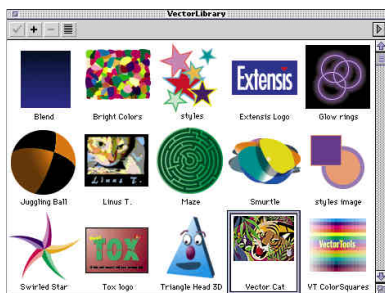 VectorLibrary
Blend
Bright Colors
styles
Extensis
Extensis Logo
Glow rings
Juggling Ball
Linus T.
Linus T.
Maze
Smurtle
styles image
TOX
VectorTools
Swirled Star
Tox logo
Triangle Head 3D
Vector Cat
VT ColorSquares